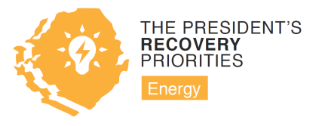 THE PRESIDENT'S
RECOVERY
PRIORITIES
Energy